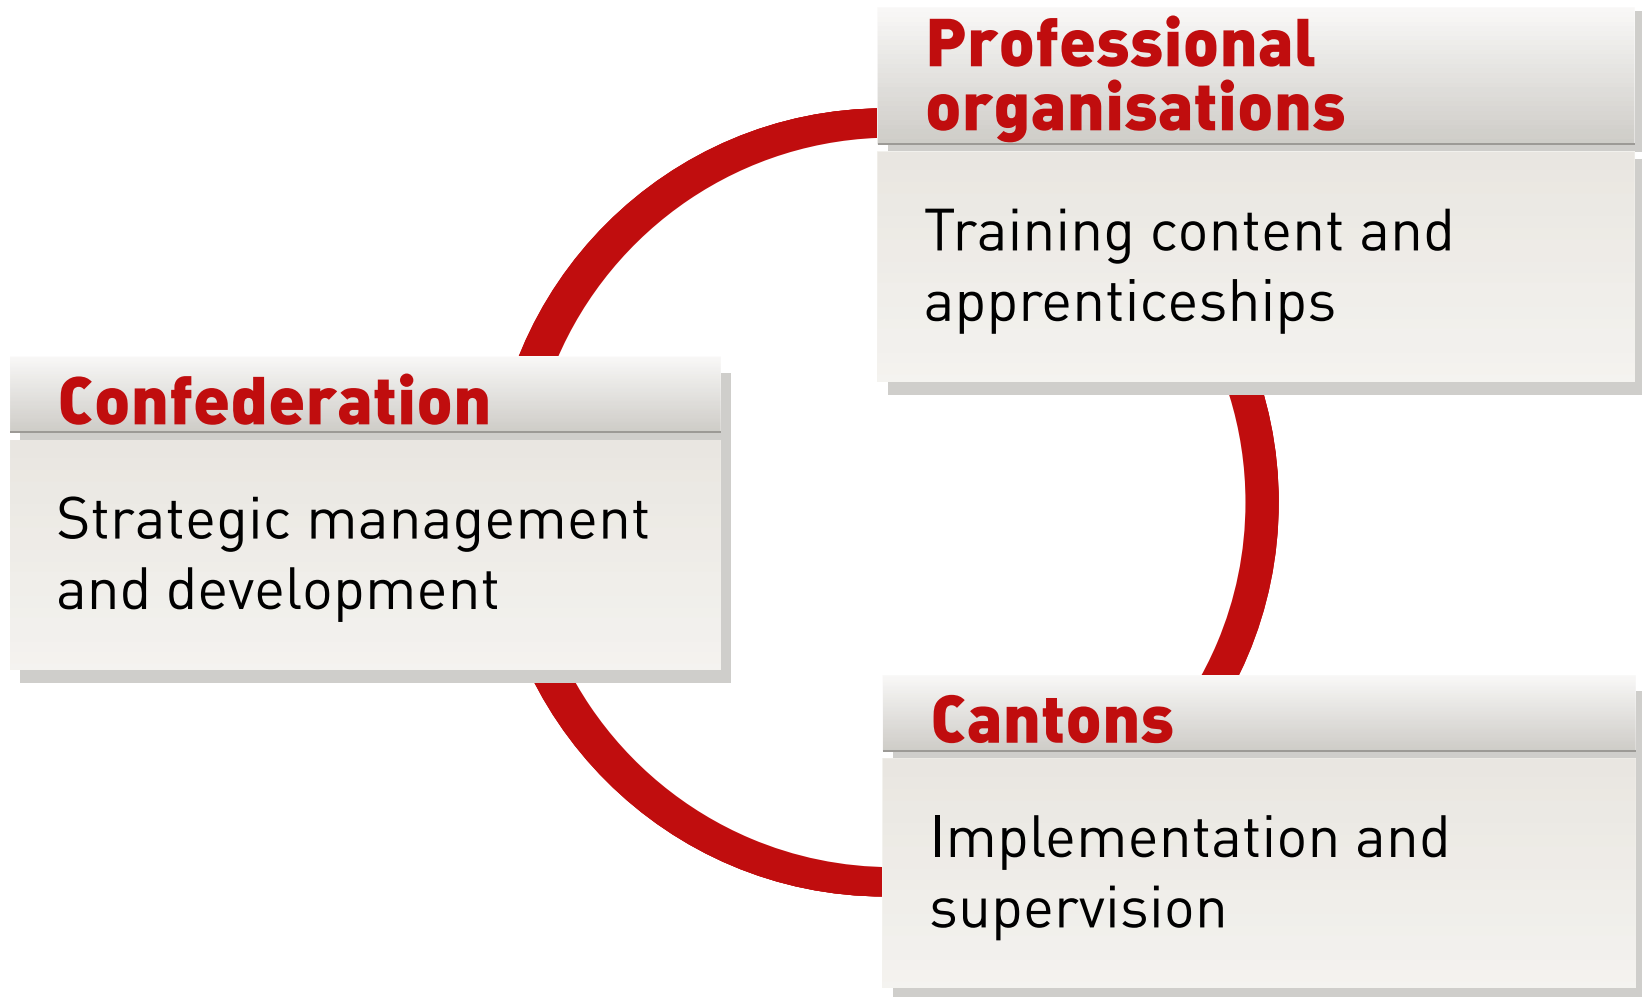 Professional
organisations
Training content and
apprenticeships
Confederation
Strategic management
and development
Cantons
Implementation and
supervision